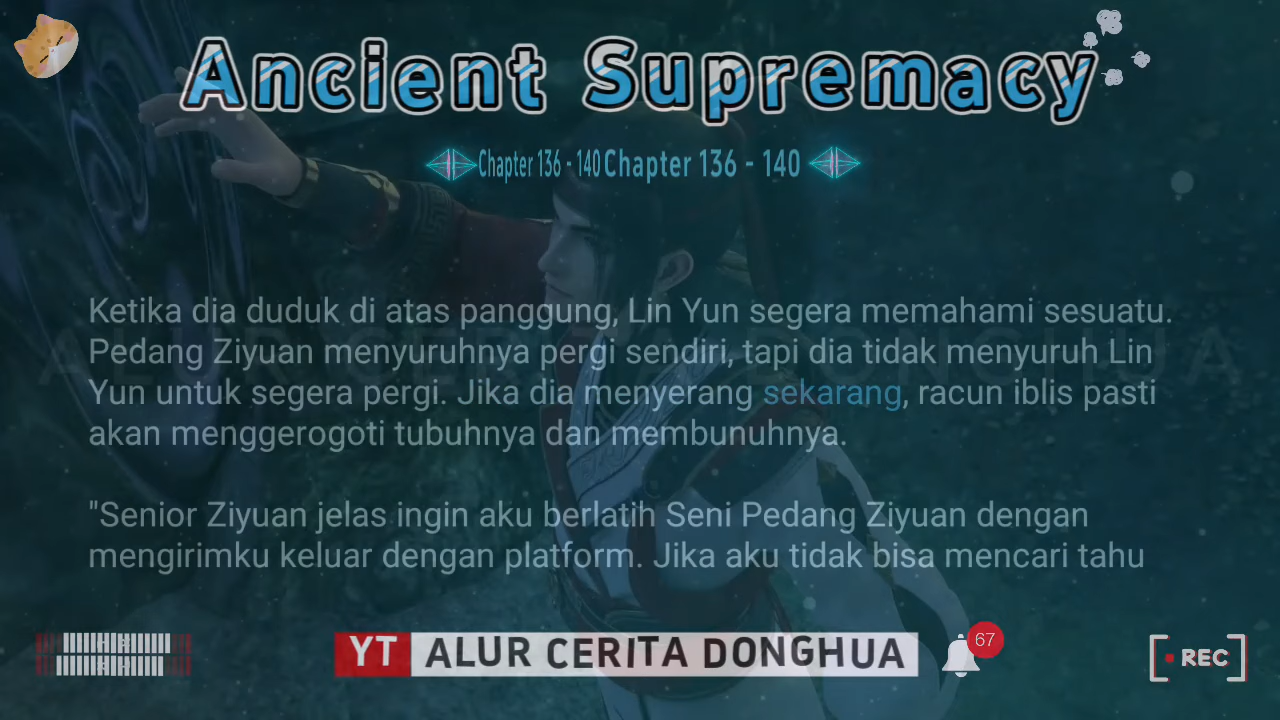 Ancient Supremacy
Chapter 136 - 140 Chapter 136 - 140
Ketika dia duduk di atas panggung, Lin Yun segera memahami sesuatu.
Pedang Ziyuan menyuruhnya pergi sendiri, tapi dia tidak menyuruh Lin
Yun untuk segera pergi. Jika dia menyerang sekarang, racun iblis pasti
akan menggerogoti tubuhnya dan membunuhnya.
"Senior Ziyuan jelas ingin aku berlatih Seni Pedang Ziyuan dengan
mengirimku keluar dengan platform. Jika aku tidak bisa mencari tahu
YT ALUR CERITA DONGHUA
67
REC